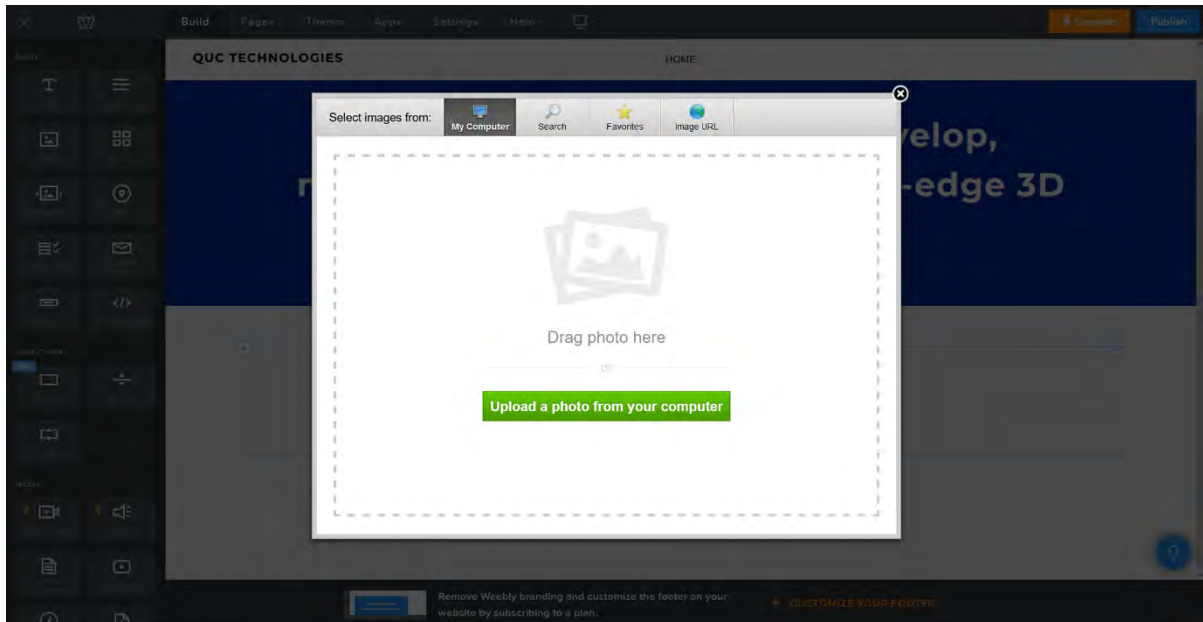 Build Pages Theme Apps Settings Help
Publish
QUC TECHNOLOGIES
HOME
Select images from:
My Computer
Search
Favorites
Image URL
velop,
r
-edge 3D
Drag photo here
or
Upload a photo from your computer
Remove Weebly branding and customize the footer on your
website by subscribing to a plan.
CUSTOMIZE YOUR FOOTER